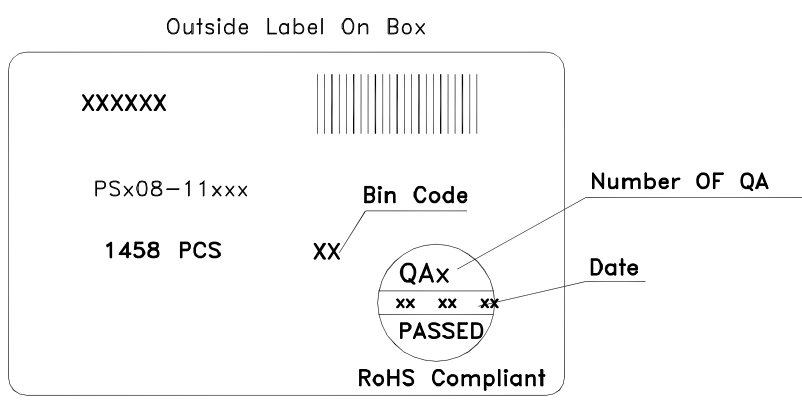 Outside Label On Box
XXXXXX
PSx08-11xxx
Bin Code
Number OF QA
1458 PCS
XX
QAx
Date
xx xx xx
PASSED
RoHS Compliant